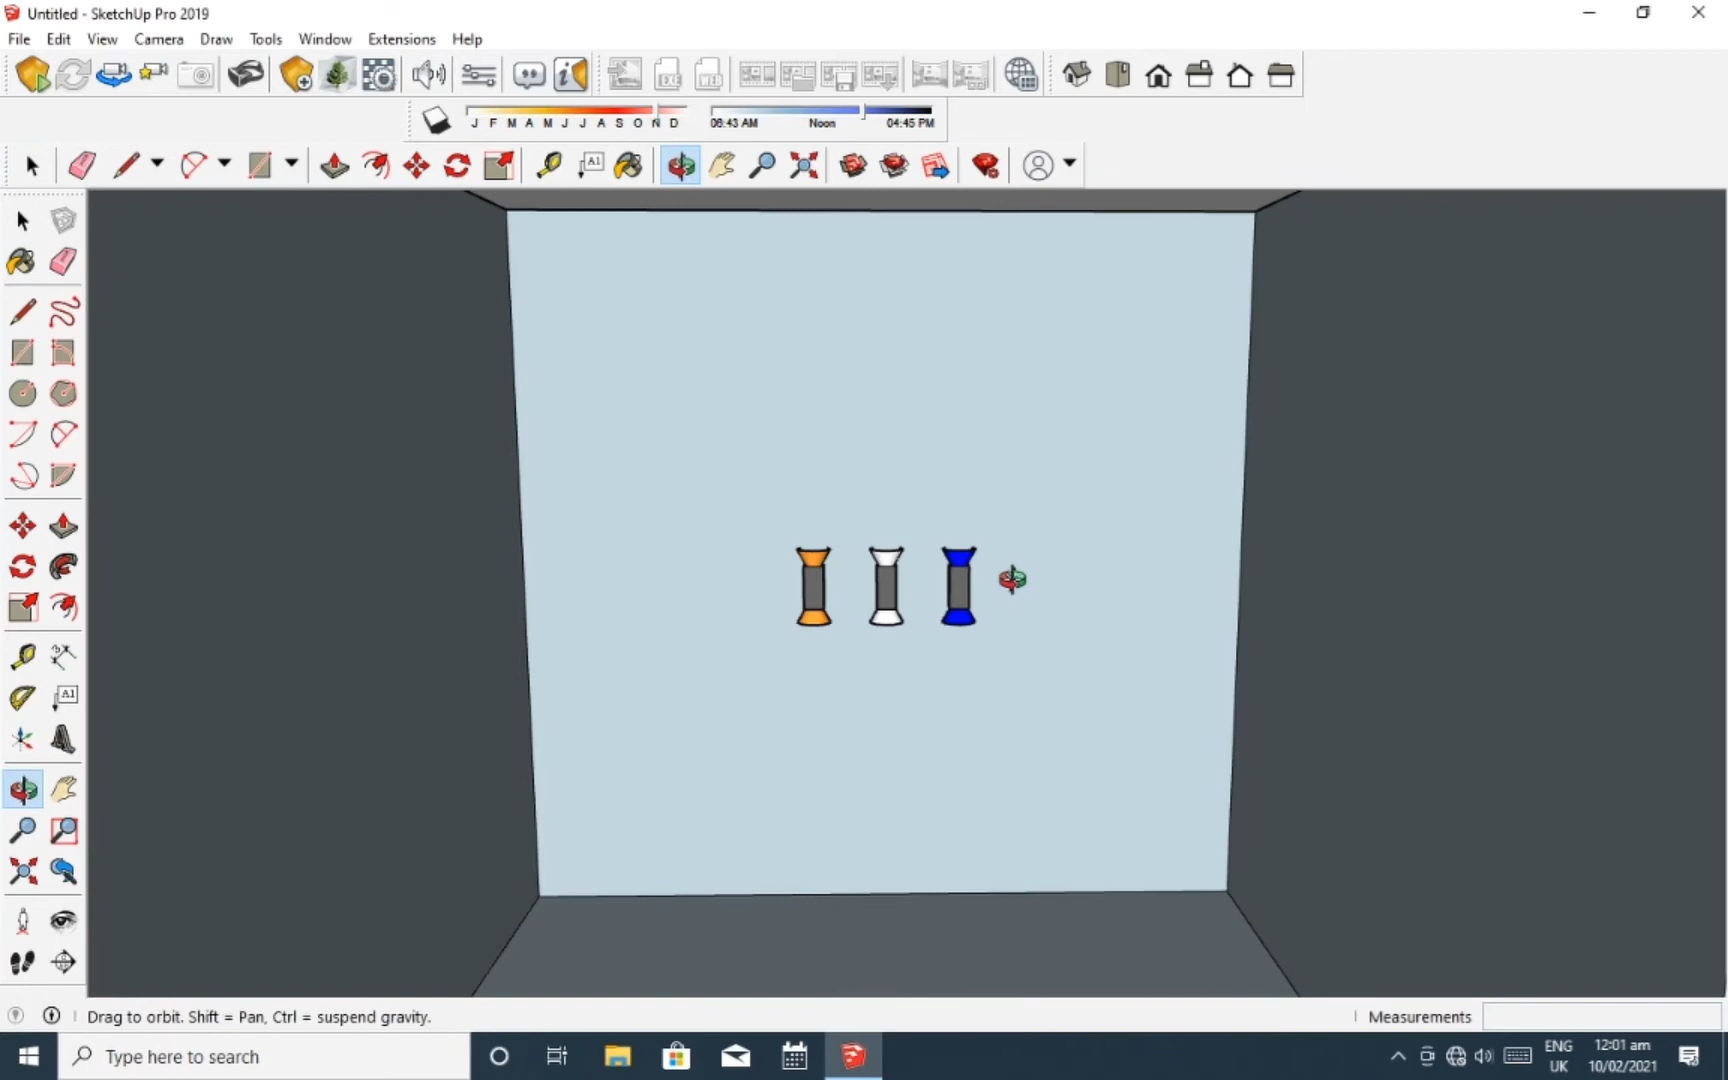 Untitled - SketchUp Pro 2019
File Edit View Camera Draw Tools Window Extensions Help
J F M A M J J A S O N D
06:43 AM Noon 04:45 PM
A1
A1
Drag to orbit. Shift = Pan, Ctrl = suspend gravity.
Measurements
Type here to search
ENG
UK
12:01 am
10/02/2021